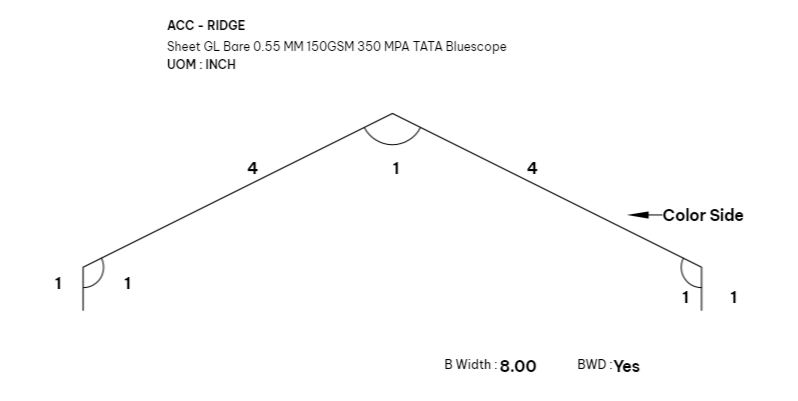 ACC - RIDGE
Sheet GL Bare 0.55 MM 150GSM 350 MPA TATA Bluescope
UOM : INCH
4
1
4
Color Side
1
1
1
1
B Width : 8.00
BWD : Yes